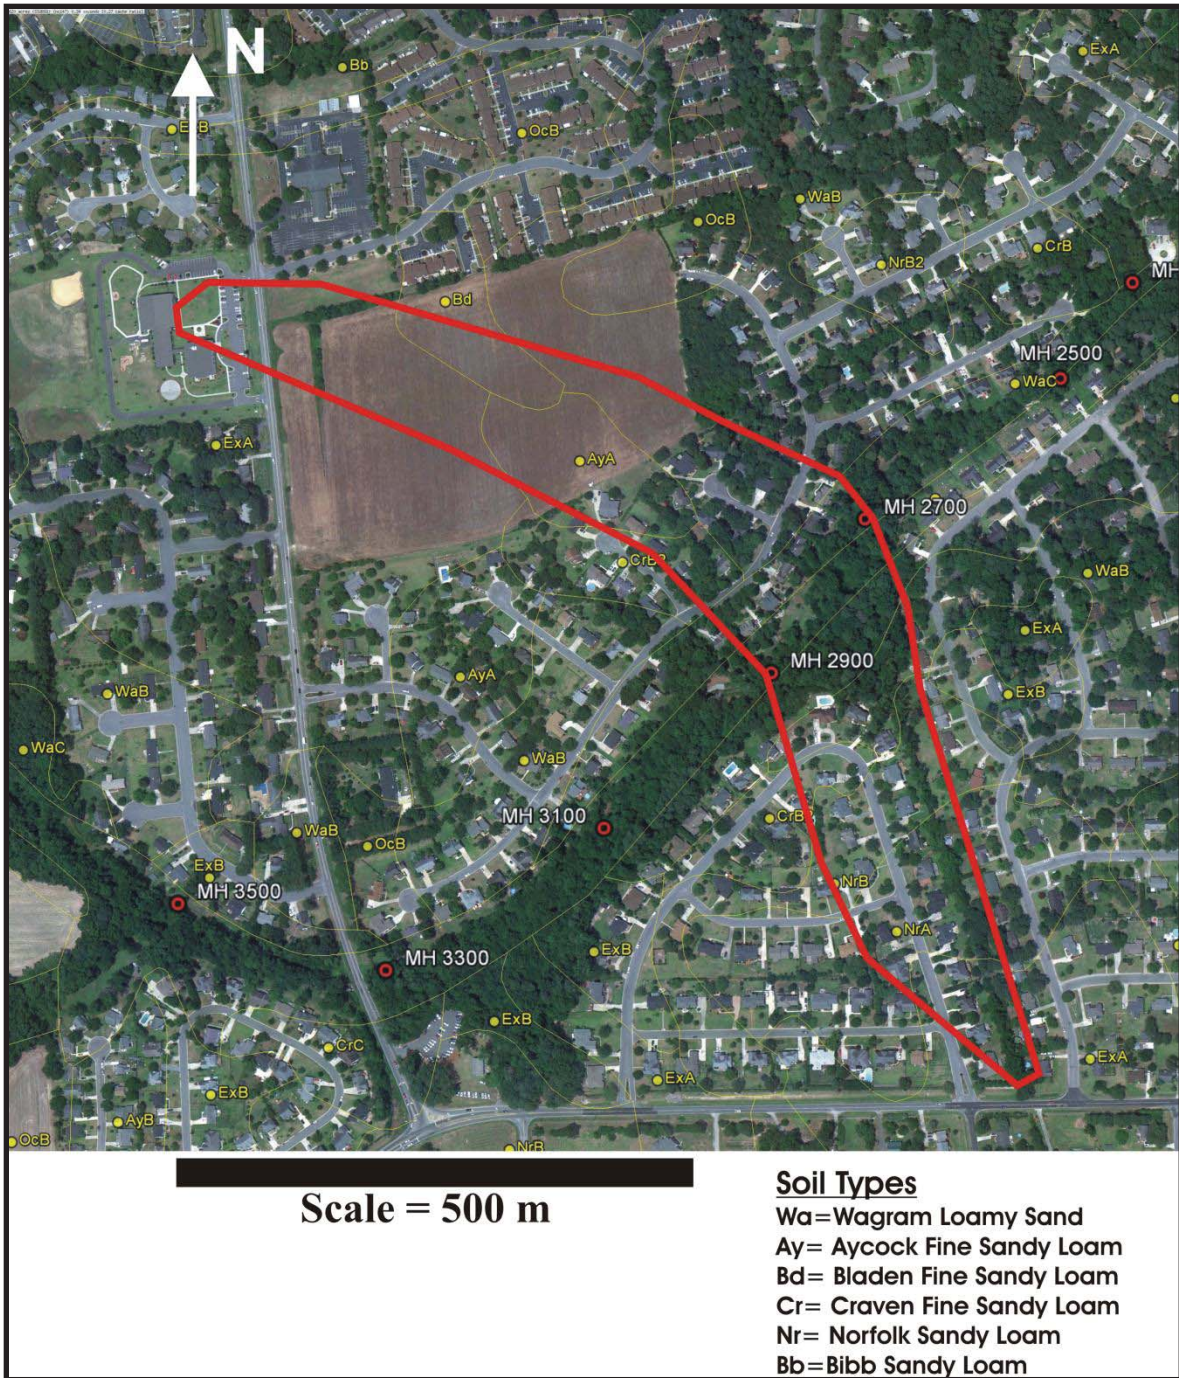 N
Bb
ExA
OcB
WaB
OcB
CrB
NrB2
MH
Bd
MH 2500
WaC
ExA
AyA
MH 2700
CrB2
WaB
ExA
MH 2900
AyA
WaB
ExB
WaC
WaB
MH 3100
CrB2
WaB
OcB
ExB
NrB
MH 3500
NrA
ExB
MH 3300
ExB
CrC
ExA
ExA
ExB
AyB
OcB
NrB
Scale = 500 m
Soil Types
Wa=Wagram Loamy Sand
Ay= Aycock Fine Sandy Loam
Bd= Bladen Fine Sandy Loam
Cr= Craven Fine Sandy Loam
Nr= Norfolk Sandy Loam
Bb=Bibb Sandy Loam